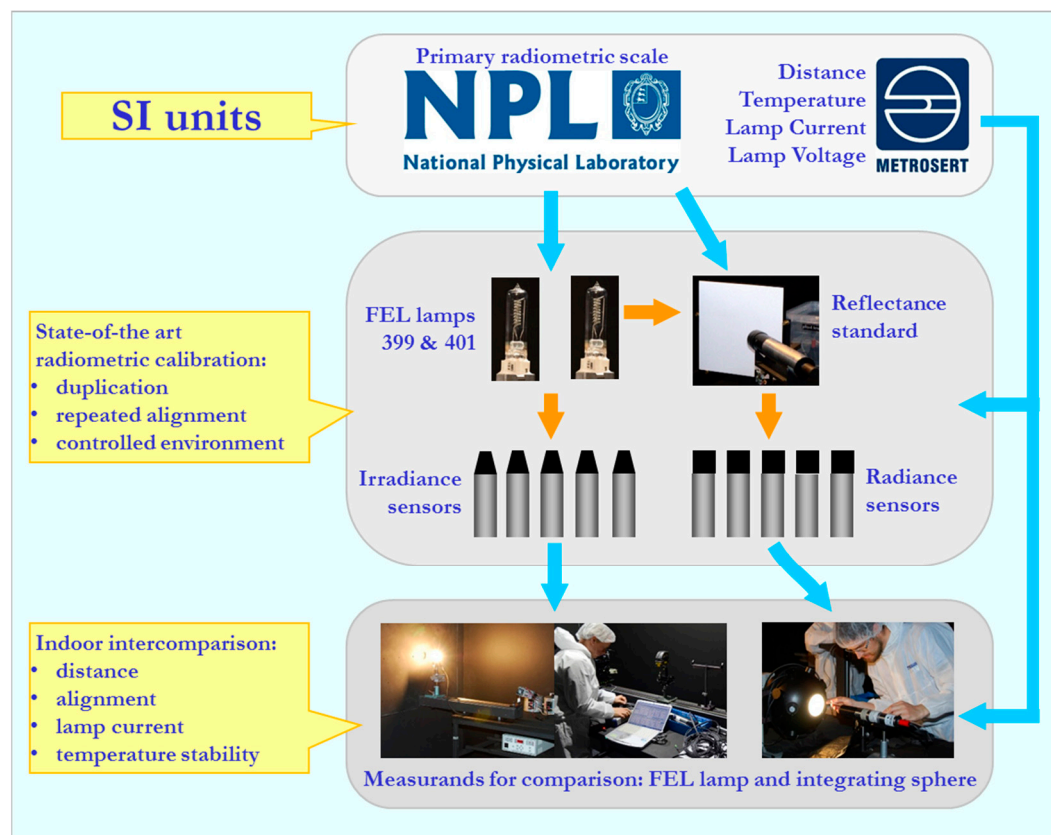 SI units
Primary radiometric scale
NPL
National Physical Laboratory
Distance
Temperature
Lamp Current
Lamp Voltage
METROSERT
State-of-the art
radiometric calibration:
• duplication
• repeated alignment
• controlled environment
FEL lamps
399 & 401
Reflectance
standard
Irradiance
sensors
Radiance
sensors
Indoor intercomparison:
• distance
• alignment
• lamp current
• temperature stability
Measurands for comparison: FEL lamp and integrating sphere